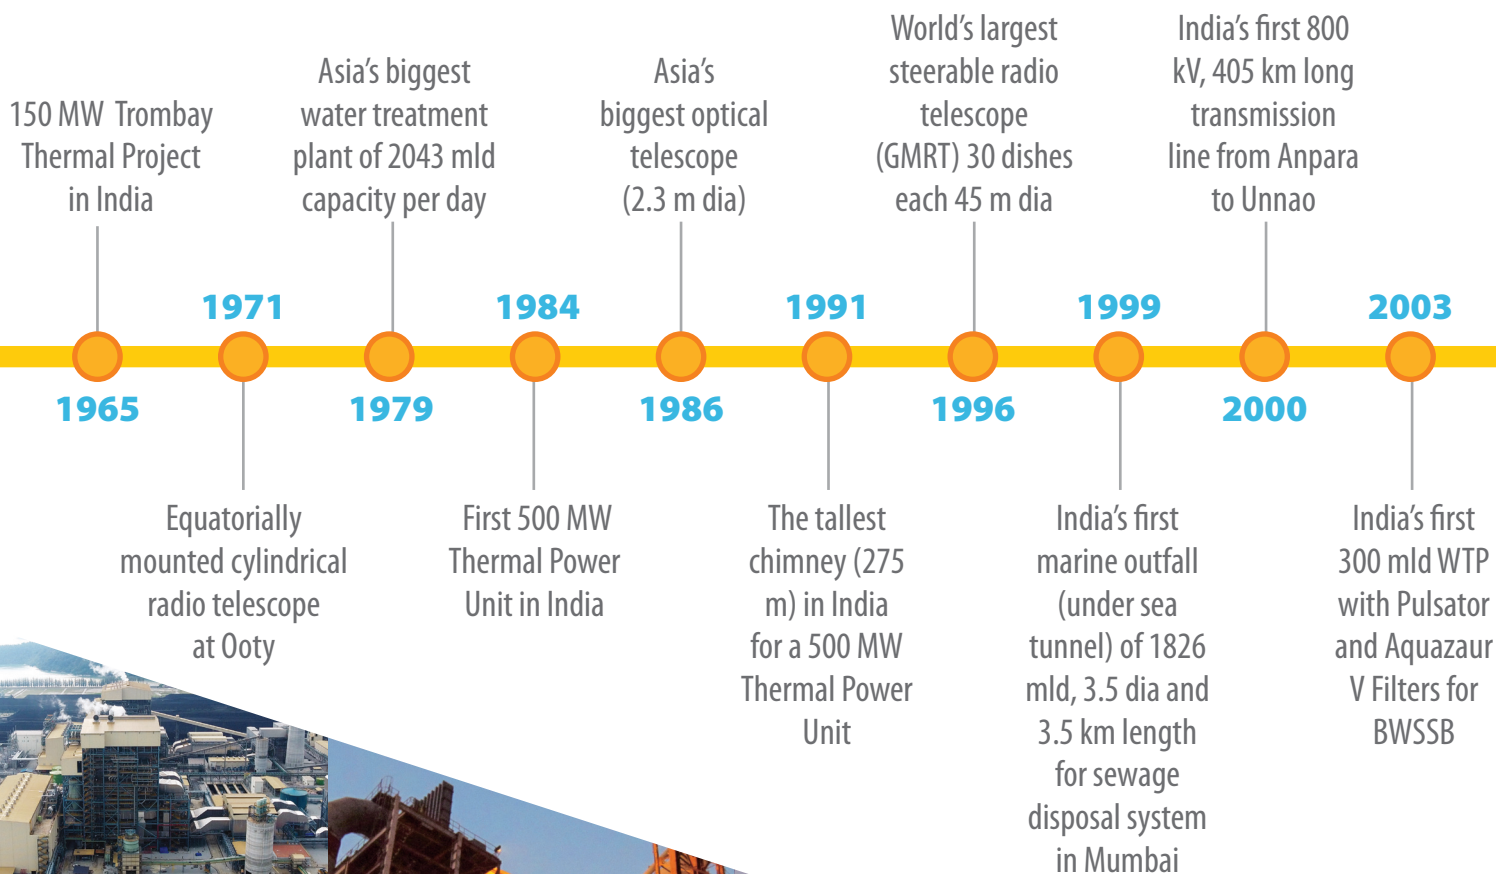 150 MW Trombay
Thermal Project
in India
1965
1971
Equatorially
mounted cylindrical
radio telescope
at Ooty
Asia's biggest
water treatment
plant of 2043 mld
capacity per day
1979
1984
First 500 MW
Thermal Power
Unit in India
Asia's
biggest optical
telescope
(2.3 m dia)
1986
1991
The tallest
chimney (275
m) in India
for a 500 MW
Thermal Power
Unit
World's largest
steerable radio
telescope
(GMRT) 30 dishes
each 45 m dia
1996
1999
India's first
marine outfall
(under sea
tunnel) of 1826
mld, 3.5 dia and
3.5 km length
for sewage
disposal system
in Mumbai
India's first 800
kV, 405 km long
transmission
line from Anpara
to Unnao
2000
2003
India's first
300 mld WTP
with Pulsator
and Aquazaur
V Filters for
BWSSB